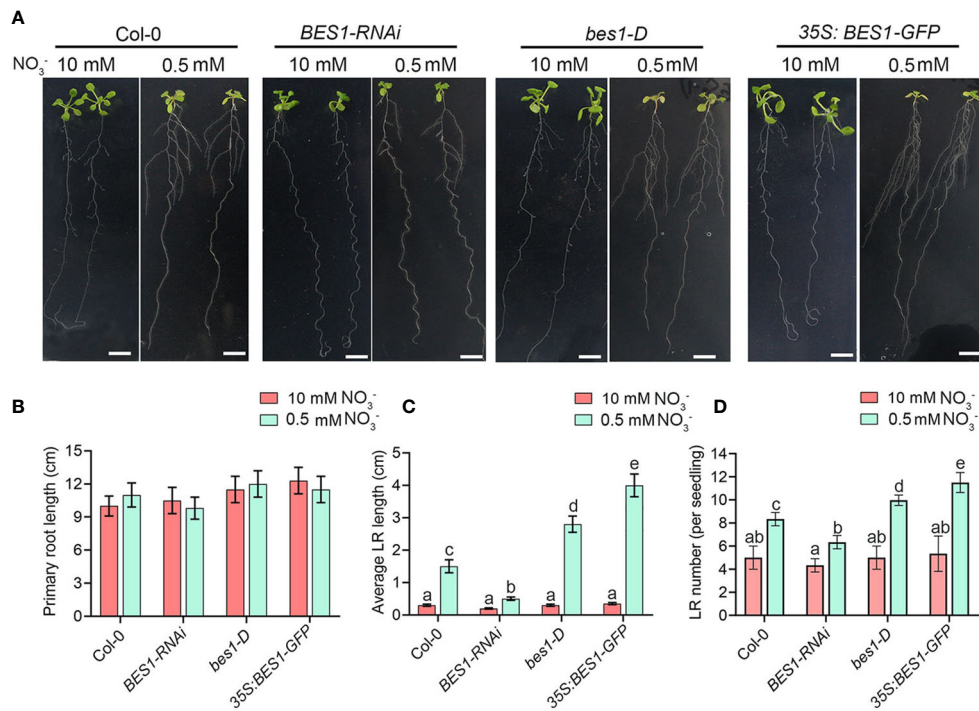 A
Col-0
BES1-RNAi
bes1-D
35S: BES1-GFP
NO₃⁻ 10 mM 0.5 mM 10 mM 0.5 mM 10 mM 0.5 mM 10 mM 0.5 mM
B
10 mM NO₃⁻
0.5 mM NO₃⁻
Primary root length (cm)
15
12
9
6
3
0
Col-0
BES1-RNAi
bes1-D
35S:BES1-GFP
C
10 mM NO₃⁻
0.5 mM NO₃⁻
Average LR length (cm)
5
4
3
2
1
0
a c a b a d a e
Col-0
BES1-RNAi
bes1-D
35S:BES1-GFP
D
10 mM NO₃⁻
0.5 mM NO₃⁻
LR number (per seedling)
14
12
10
8
6
4
2
0
ab c a b ab d ab e
Col-0
BES1-RNAi
bes1-D
35S:BES1-GFP